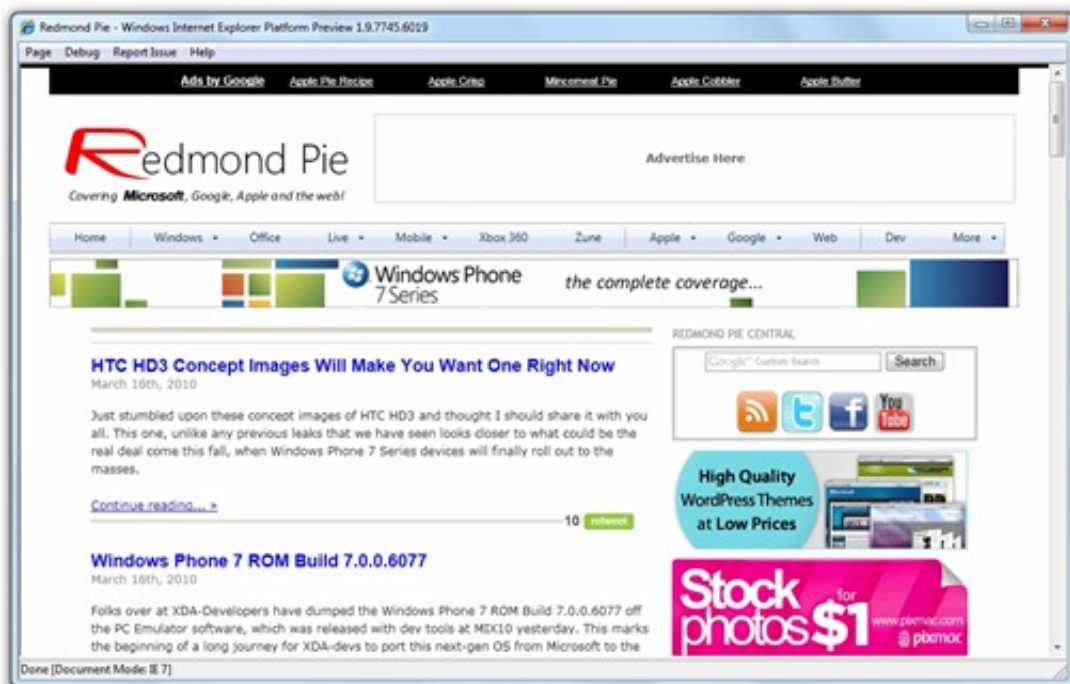 Redmond Pie - Windows Internet Explorer Platform Preview 1.9.7745.6019
Page Debug Report Issue Help
Ads by Google Apple Pie Recipe Apple Crisp Mincemeat Pie Apple Cobbler Apple Butter
Redmond Pie
Covering Microsoft, Google, Apple and the web!
Advertise Here
Home Windows Office Live Mobile Xbox 360 Zune Apple Google Web Dev More
Windows Phone
7 Series
the complete coverage...
HTC HD3 Concept Images Will Make You Want One Right Now
March 16th, 2010
Just stumbled upon these concept images of HTC HD3 and thought I should share it with you
all. This one, unlike any previous leaks that we have seen looks closer to what could be the
real deal come this fall, when Windows Phone 7 Series devices will finally roll out to the
masses.
Continue reading... »
10 retweet
Windows Phone 7 ROM Build 7.0.0.6077
March 16th, 2010
Folks over at XDA-Developers have dumped the Windows Phone 7 ROM Build 7.0.0.6077 off
the PC Emulator software, which was released with dev tools at MIX10 yesterday. This marks
the beginning of a long journey for XDA-devs to port this next-gen OS from Microsoft to the
REDMOND PIE CENTRAL
Google™ Custom Search Search
You
Tube
High Quality
WordPress Themes
at Low Prices
Stock
photos
for
$1
www.pixmac.com
pixmac
Done [Document Mode: IE 7]